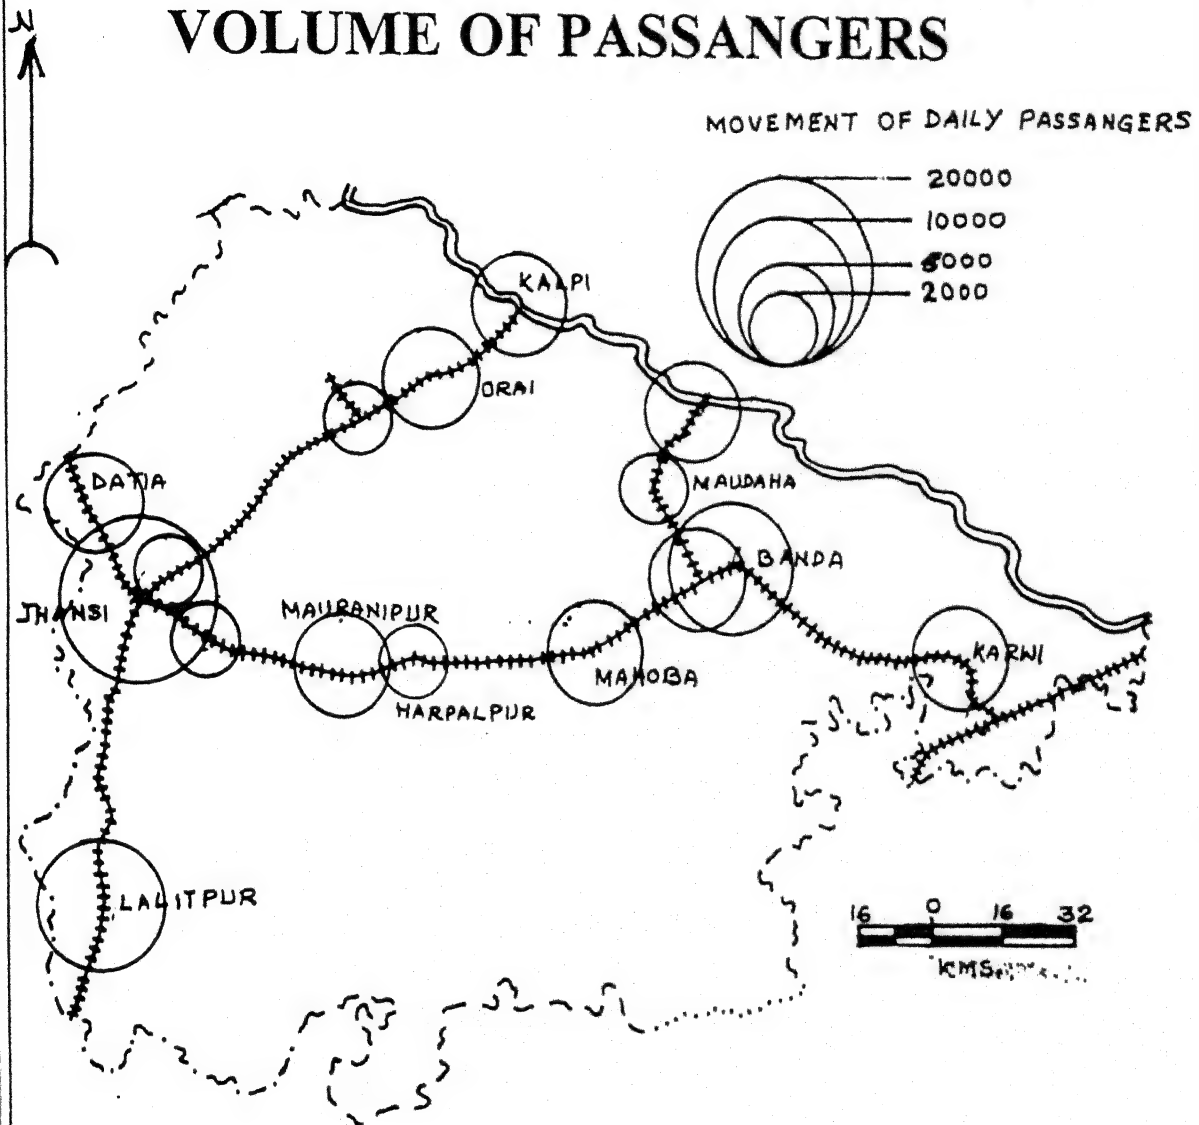 N
VOLUME OF PASSANGERS
MOVEMENT OF DAILY PASSANGERS
20000
10000
5000
2000
KALPI
ORAI
DATIA
MAUDAHA
BANDA
JHANSI
MAURANIPUR
KARWI
MAHOBA
HARPALPUR
LALITPUR
16 0 16 32
KMS